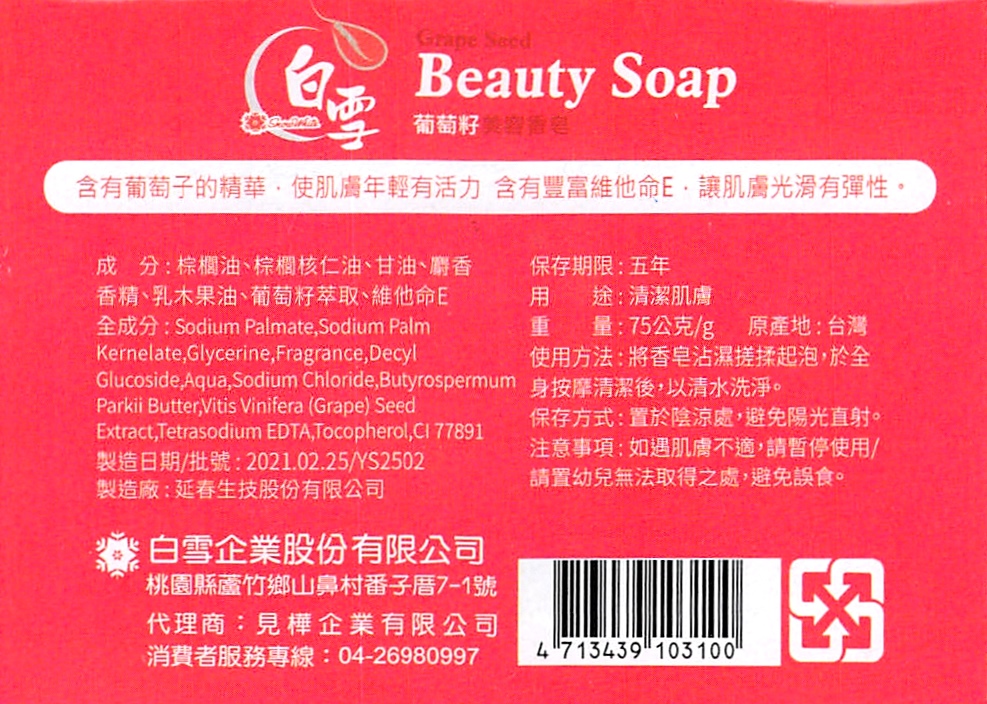 Grape Seed
白雪
Beauty Soap
SnowWhite
葡萄籽美容香皂
含有葡萄子的精華．使肌膚年輕有活力 含有豐富維他命E．讓肌膚光滑有彈性。
成　分:棕櫚油、棕櫚核仁油、甘油、麝香
香精、乳木果油、葡萄籽萃取、維他命E
全成分:Sodium Palmate,Sodium Palm
Kernelate,Glycerine,Fragrance,Decyl
Glucoside,Aqua,Sodium Chloride,Butyrospermum
Parkii Butter,Vitis Vinifera (Grape) Seed
Extract,Tetrasodium EDTA,Tocopherol,CI 77891
製造日期/批號:2021.02.25/YS2502
製造廠:延春生技股份有限公司
保存期限:五年
用　　途:清潔肌膚
重　　量:75公克/g　原產地:台灣
使用方法:將香皂沾濕搓揉起泡,於全
身按摩清潔後,以清水洗淨。
保存方式:置於陰涼處,避免陽光直射。
注意事項:如遇肌膚不適,請暫停使用/
請置幼兒無法取得之處,避免誤食。
白雪企業股份有限公司
桃園縣蘆竹鄉山鼻村番子厝7-1號
代理商：見樺企業有限公司
消費者服務專線：04-26980997
4 713439 103100